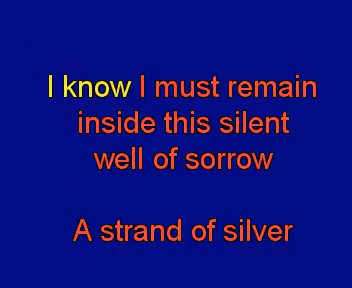 I know I must remain
inside this silent
well of sorrow
A strand of silver